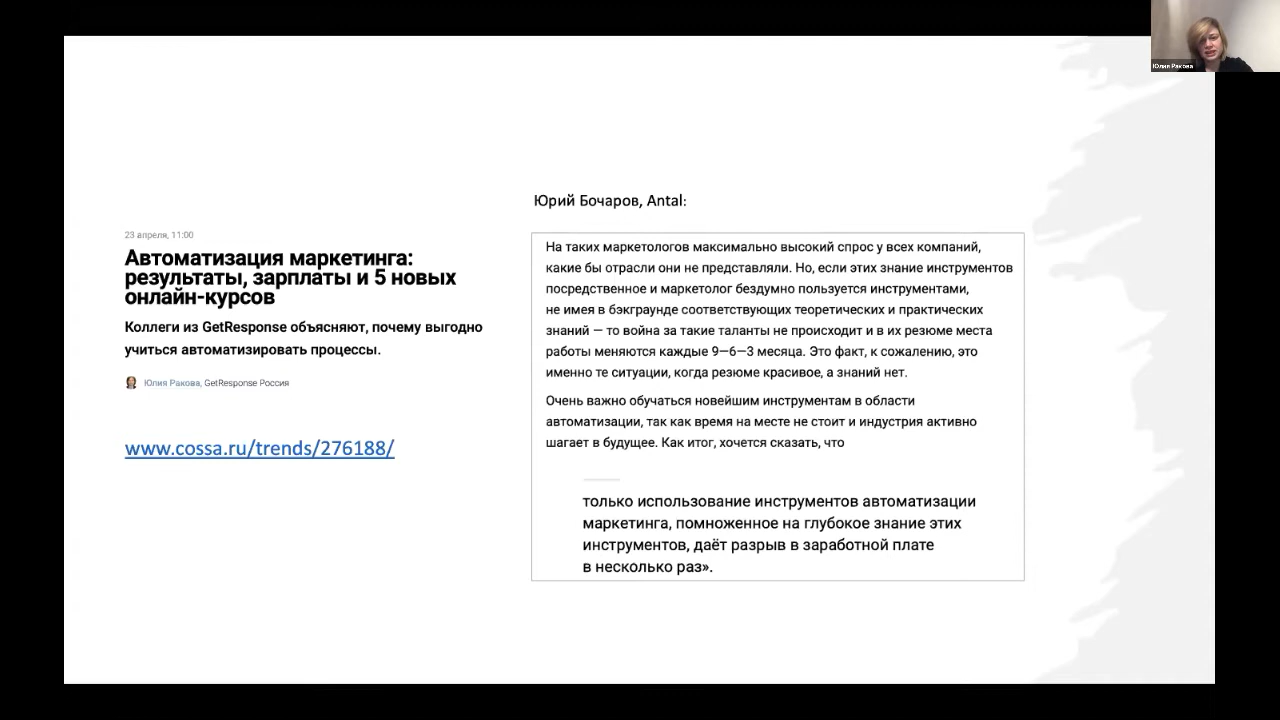 Юлия Ракова
23 апреля, 11:00
Автоматизация маркетинга:
результаты, зарплаты и 5 новых
онлайн-курсов
Коллеги из GetResponse объясняют, почему выгодно
учиться автоматизировать процессы.
Юлия Ракова, GetResponse Россия
www.cossa.ru/trends/276188/
Юрий Бочаров, Antal:
На таких маркетологов максимально высокий спрос у всех компаний,
какие бы отрасли они не представляли. Но, если этих знание инструментов
посредственное и маркетолог бездумно пользуется инструментами,
не имея в бэкграунде соответствующих теоретических и практических
знаний — то война за такие таланты не происходит и в их резюме места
работы меняются каждые 9—6—3 месяца. Это факт, к сожалению, это
именно те ситуации, когда резюме красивое, а знаний нет.
Очень важно обучаться новейшим инструментам в области
автоматизации, так как время на месте не стоит и индустрия активно
шагает в будущее. Как итог, хочется сказать, что
только использование инструментов автоматизации
маркетинга, помноженное на глубокое знание этих
инструментов, даёт разрыв в заработной плате
в несколько раз».